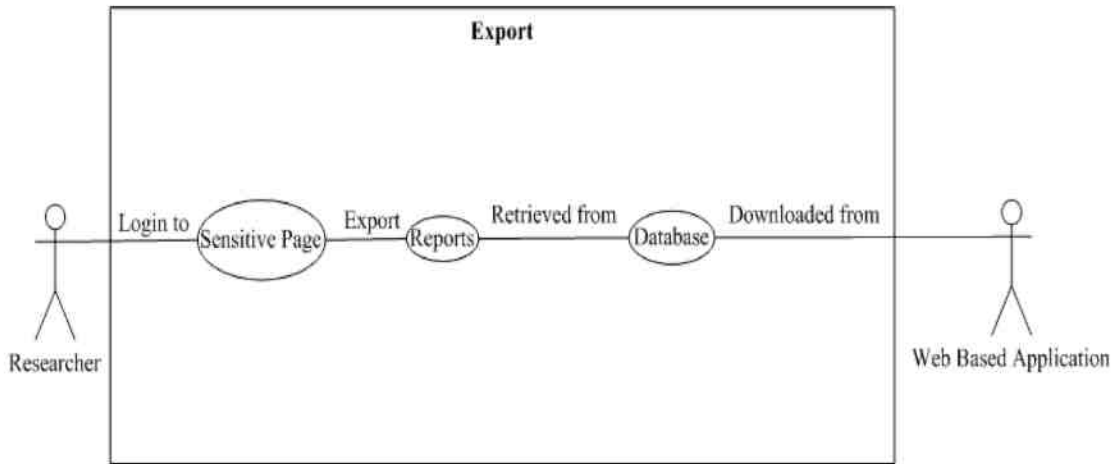 Export
Login to
Sensitive Page
Export
Reports
Retrieved from
Database
Downloaded from
Researcher
Web Based Application